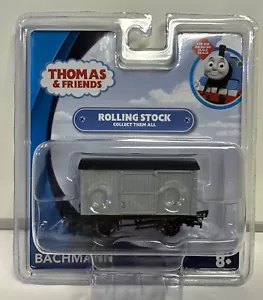 THOMAS
& FRIENDS
ROLLING STOCK
COLLECT THEM ALL
BACHMANN
8+